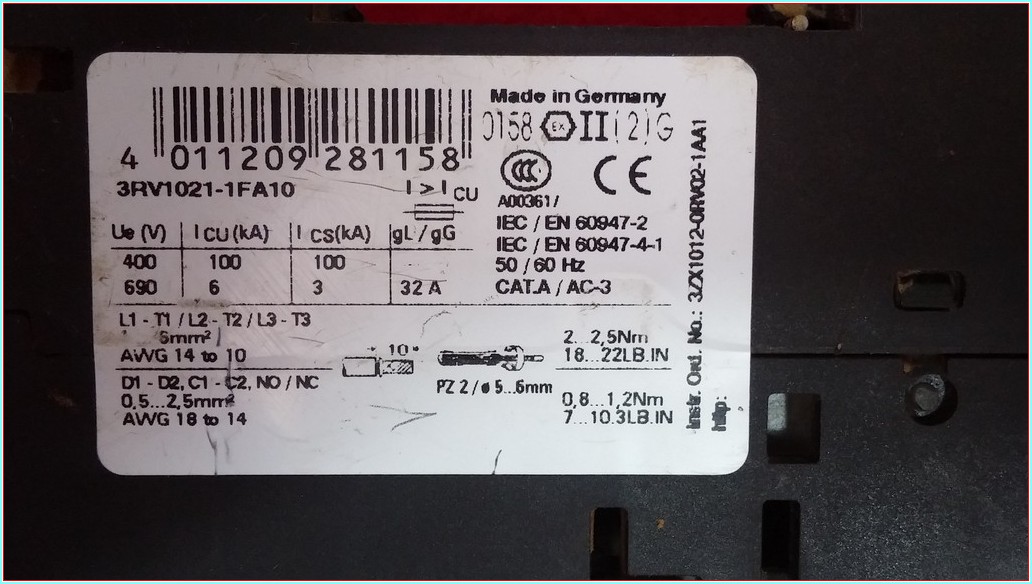 4 011209 281158
3RV1021-1FA10
I > I CU
Ue (V) I CU (kA) I CS (kA) gL / gG
400 100 100
690 6 3 32 A
L1 - T1 / L2 - T2 / L3 - T3
6mm²
AWG 14 to 10
D1 - D2, C1 - C2, NO / NC
0,5...2,5mm²
AWG 18 to 14
10
PZ 2 / ø 5...6mm
2...2,5Nm
18...22LB.IN
0,8...1,2Nm
7...10.3LB.IN
Made in Germany
0158 Ex II (2) G
CCC CE
A00361/
IEC / EN 60947-2
IEC / EN 60947-4-1
50 / 60 Hz
CAT.A / AC-3
Instr. Ord. No.: 3ZX1012-0RV02-1AA1
http: